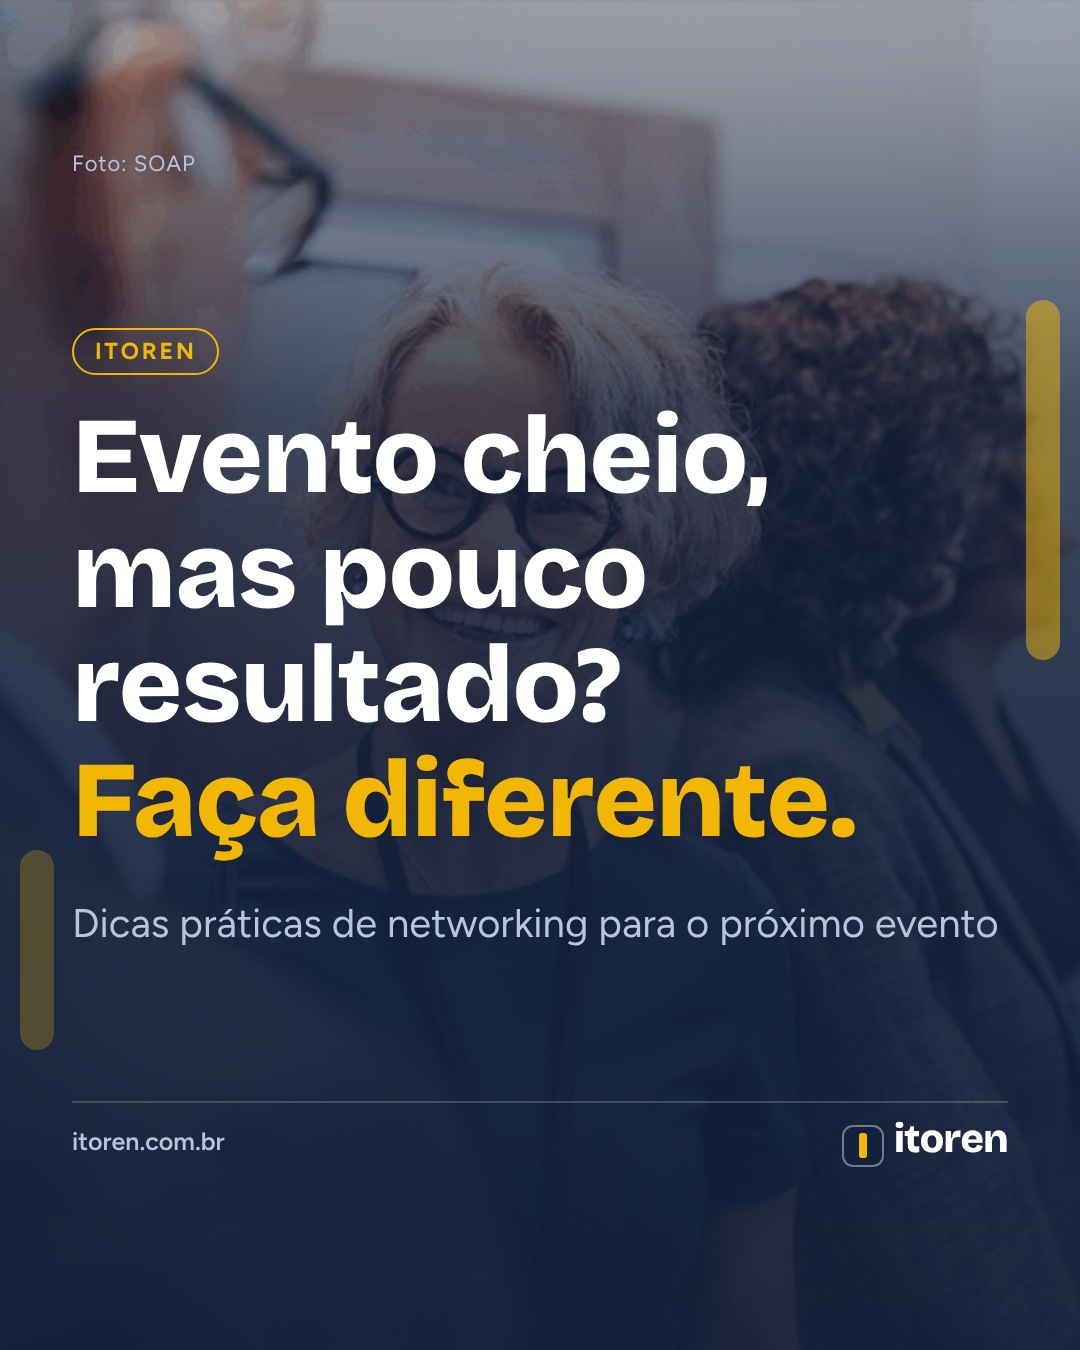 Foto: SOAP
ITOREN
Evento cheio,
mas pouco
resultado?
Faça diferente.
Dicas práticas de networking para o próximo evento
itoren.com.br
itoren